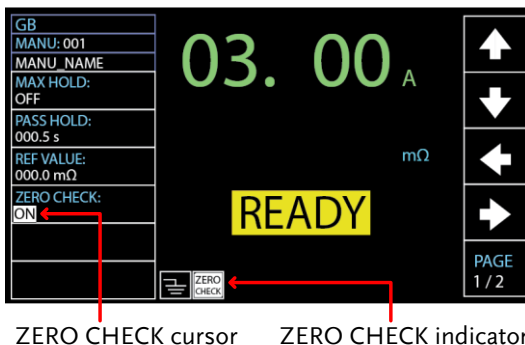 GB
MANU: 001
MANU_NAME
MAX HOLD:
OFF
PASS HOLD:
000.5 s
REF VALUE:
000.0 mΩ
ZERO CHECK:
ON
03. 00 A
mΩ
READY
ZERO
CHECK
PAGE
1 / 2
ZERO CHECK cursor
ZERO CHECK indicator